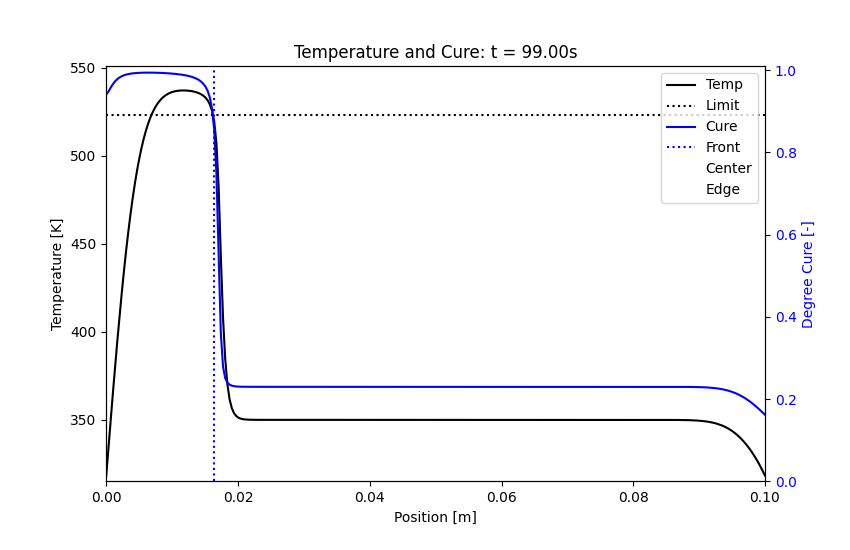 Temperature and Cure: t = 99.00s
550
500
450
400
350
Temperature [K]
1.0
0.8
0.6
0.4
0.2
0.0
Degree Cure [-]
Temp
Limit
Cure
Front
Center
Edge
0.00
0.02
0.04
0.06
0.08
0.10
Position [m]